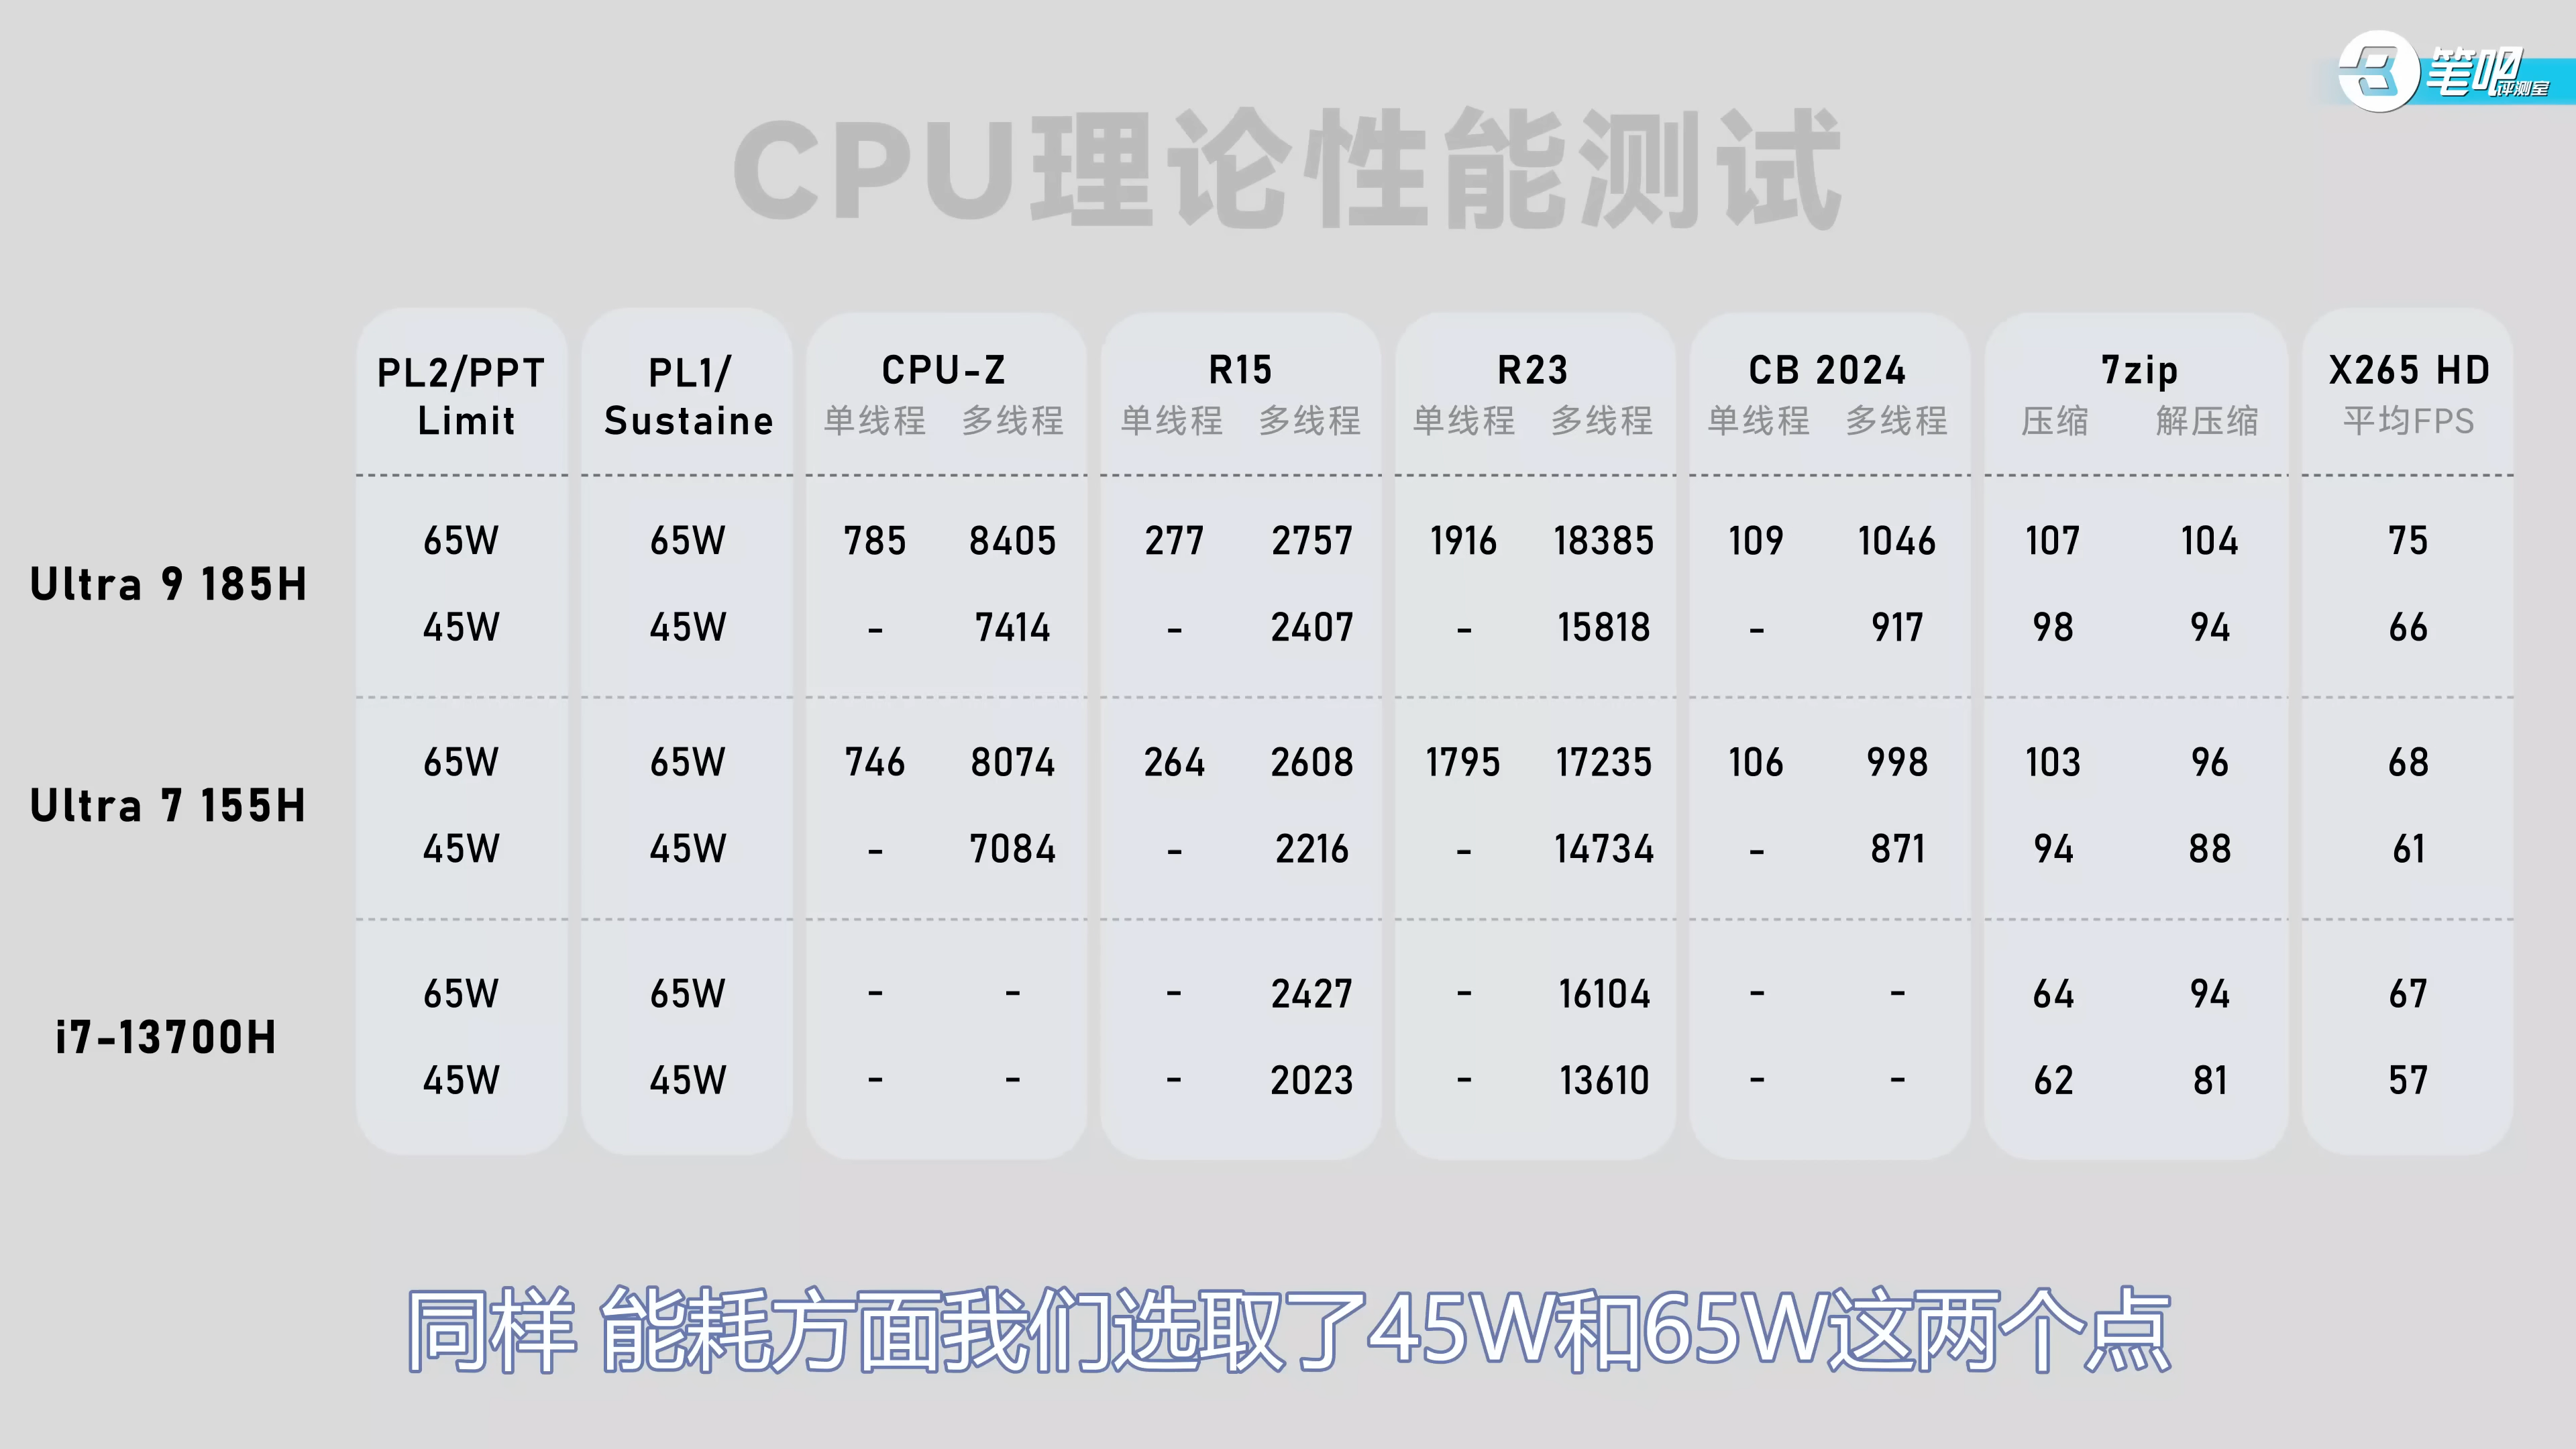 笔吧评测室
CPU理论性能测试
PL2/PPT Limit PL1/ Sustaine CPU-Z R15 R23 CB 2024 7zip X265 HD
单线程 多线程 单线程 多线程 单线程 多线程 单线程 多线程 压缩 解压缩 平均FPS
Ultra 9 185H
65W 65W 785 8405 277 2757 1916 18385 109 1046 107 104 75
45W 45W - 7414 - 2407 - 15818 - 917 98 94 66
Ultra 7 155H
65W 65W 746 8074 264 2608 1795 17235 106 998 103 96 68
45W 45W - 7084 - 2216 - 14734 - 871 94 88 61
i7-13700H
65W 65W - - - 2427 - 16104 - - 64 94 67
45W 45W - - - 2023 - 13610 - - 62 81 57
同样 能耗方面我们选取了45W和65W这两个点